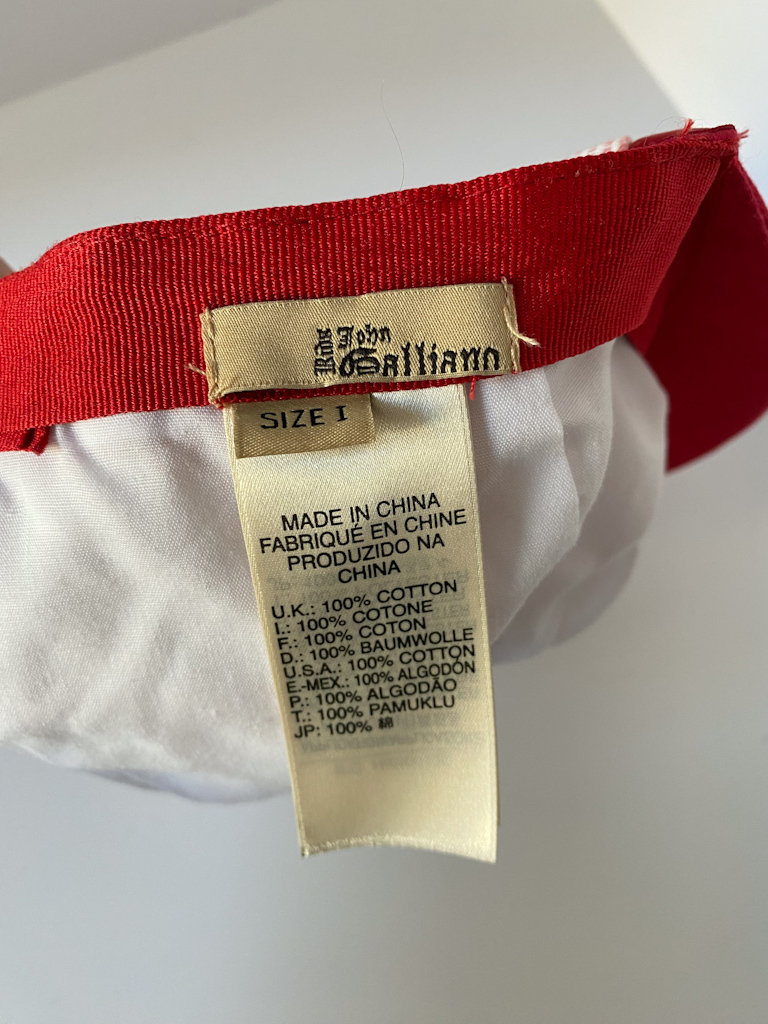 Kids John
Galliano
SIZE I
MADE IN CHINA
FABRIQUÉ EN CHINE
PRODUZIDO NA
CHINA
U.K.: 100% COTTON
I.: 100% COTONE
F.: 100% COTON
D.: 100% BAUMWOLLE
U.S.A.: 100% COTTON
E.-MEX.: 100% ALGODÓN
P.: 100% ALGODÃO
T.: 100% PAMUKLU
JP: 100% 綿